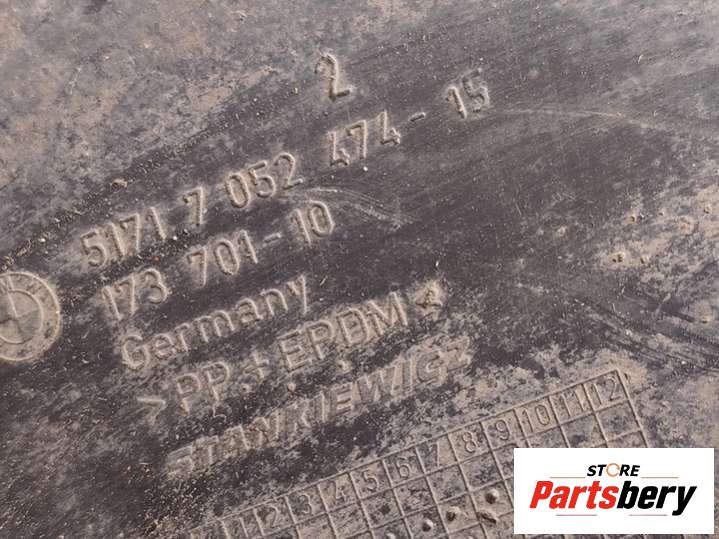 2
5171.7 052 474-15
173 701-10
Germany
>PP+EPDM<
STANKIEWICZ
1 2 3 4 5 6 7 8 9 10 11 12
STORE
Partsbery